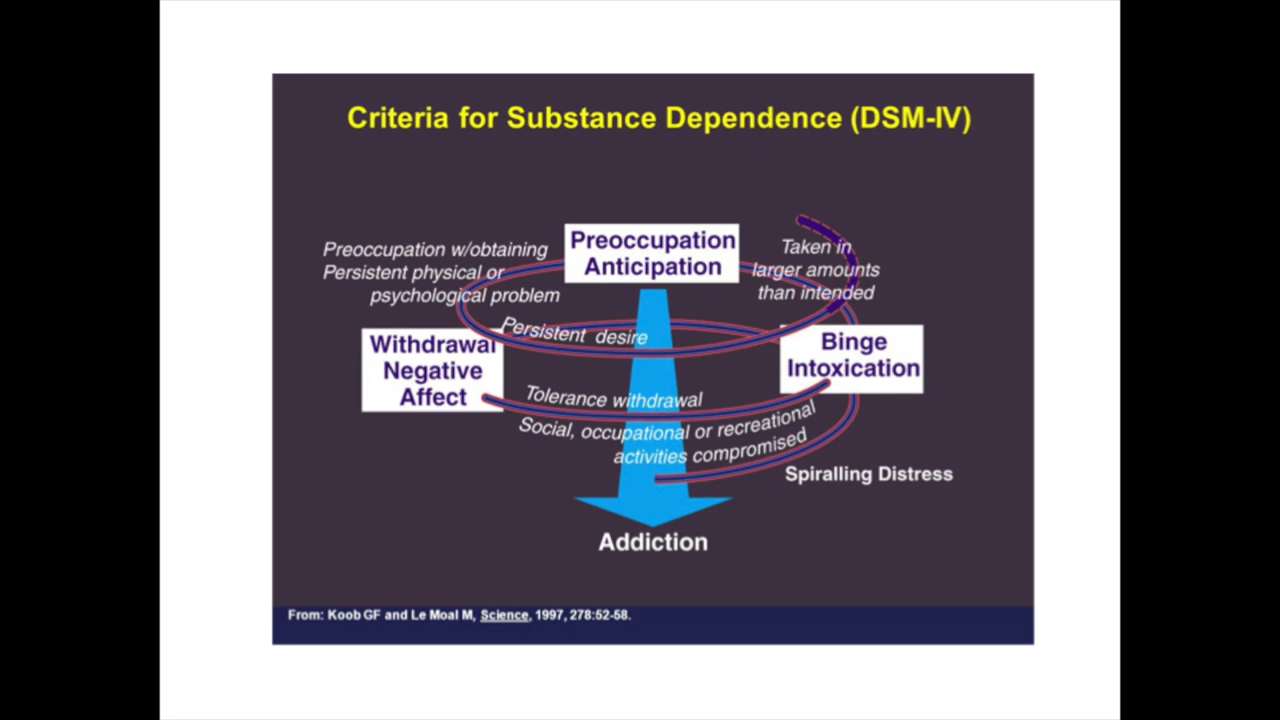 Criteria for Substance Dependence (DSM-IV)
Preoccupation
Anticipation
Preoccupation w/obtaining
Persistent physical or
psychological problem
Taken in
larger amounts
than intended
Persistent desire
Withdrawal
Negative
Affect
Binge
Intoxication
Tolerance withdrawal
Social, occupational or recreational
activities compromised
Spiralling Distress
Addiction
From: Koob GF and Le Moal M, Science, 1997, 278:52-58.